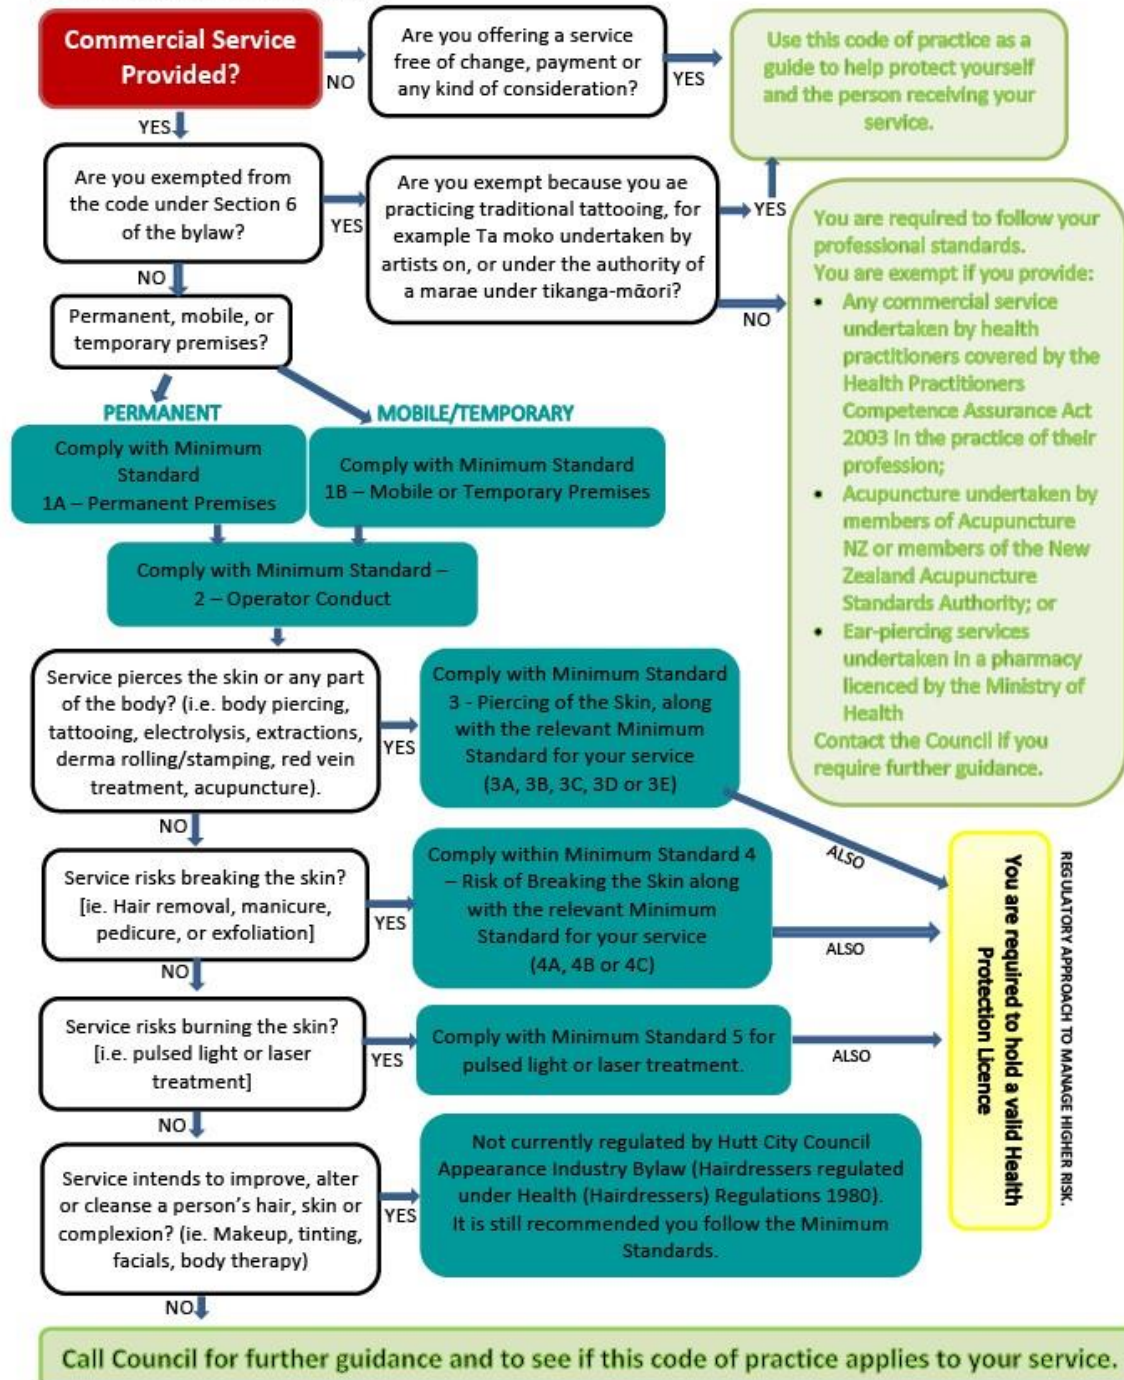 Commercial Service
Provided?
NO
Are you offering a service
free of change, payment or
any kind of consideration?
YES
Use this code of practice as a
guide to help protect yourself
and the person receiving your
service.
YES
Are you exempted from
the code under Section 6
of the bylaw?
YES
Are you exempt because you ae
practicing traditional tattooing, for
example Ta moko undertaken by
artists on, or under the authority of
a marae under tikanga-māori?
YES
NO
You are required to follow your
professional standards.
You are exempt if you provide:
• Any commercial service
undertaken by health
practitioners covered by the
Health Practitioners
Competence Assurance Act
2003 in the practice of their
profession;
• Acupuncture undertaken by
members of Acupuncture
NZ or members of the New
Zealand Acupuncture
Standards Authority; or
• Ear-piercing services
undertaken in a pharmacy
licenced by the Ministry of
Health
Contact the Council if you
require further guidance.
NO
Permanent, mobile, or
temporary premises?
PERMANENT
MOBILE/TEMPORARY
Comply with Minimum
Standard
1A – Permanent Premises
Comply with Minimum Standard
1B – Mobile or Temporary Premises
Comply with Minimum Standard –
2 – Operator Conduct
Service pierces the skin or any part
of the body? (i.e. body piercing,
tattooing, electrolysis, extractions,
derma rolling/stamping, red vein
treatment, acupuncture).
YES
Comply with Minimum Standard
3 - Piercing of the Skin, along
with the relevant Minimum
Standard for your service
(3A, 3B, 3C, 3D or 3E)
ALSO
NO
Service risks breaking the skin?
[ie. Hair removal, manicure,
pedicure, or exfoliation]
YES
Comply within Minimum Standard 4
– Risk of Breaking the Skin along
with the relevant Minimum
Standard for your service
(4A, 4B or 4C)
ALSO
NO
Service risks burning the skin?
[i.e. pulsed light or laser
treatment]
YES
Comply with Minimum Standard 5 for
pulsed light or laser treatment.
ALSO
You are required to hold a valid Health
Protection Licence
REGULATORY APPROACH TO MANAGE HIGHER RISK.
NO
Service intends to improve, alter
or cleanse a person's hair, skin or
complexion? (ie. Makeup, tinting,
facials, body therapy)
YES
Not currently regulated by Hutt City Council
Appearance Industry Bylaw (Hairdressers regulated
under Health (Hairdressers) Regulations 1980).
It is still recommended you follow the Minimum
Standards.
NO
Call Council for further guidance and to see if this code of practice applies to your service.